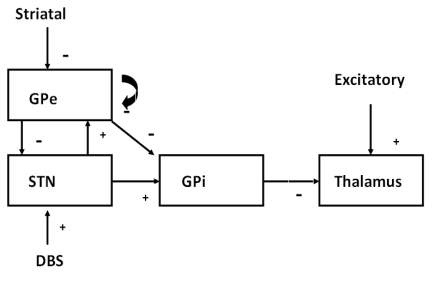 Striatal
-
GPe
-
Excitatory
-
+
-
+
STN
+
GPi
-
Thalamus
+
DBS